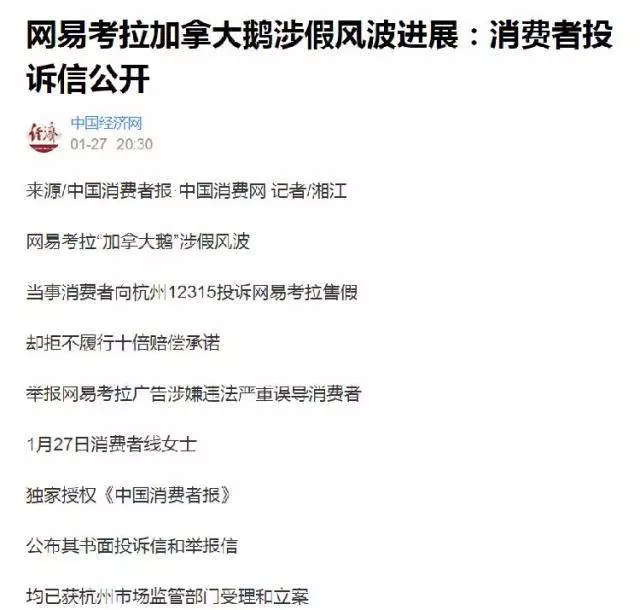 网易考拉加拿大鹅涉假风波进展：消费者投
诉信公开
经济
中国经济网
01-27 20:30
来源/中国消费者报·中国消费网 记者/湘江
网易考拉“加拿大鹅”涉假风波
当事消费者向杭州12315投诉网易考拉售假
却拒不履行十倍赔偿承诺
举报网易考拉广告涉嫌违法严重误导消费者
1月27日消费者线女士
独家授权《中国消费者报》
公布其书面投诉信和举报信
均已获杭州市场监管部门受理和立案